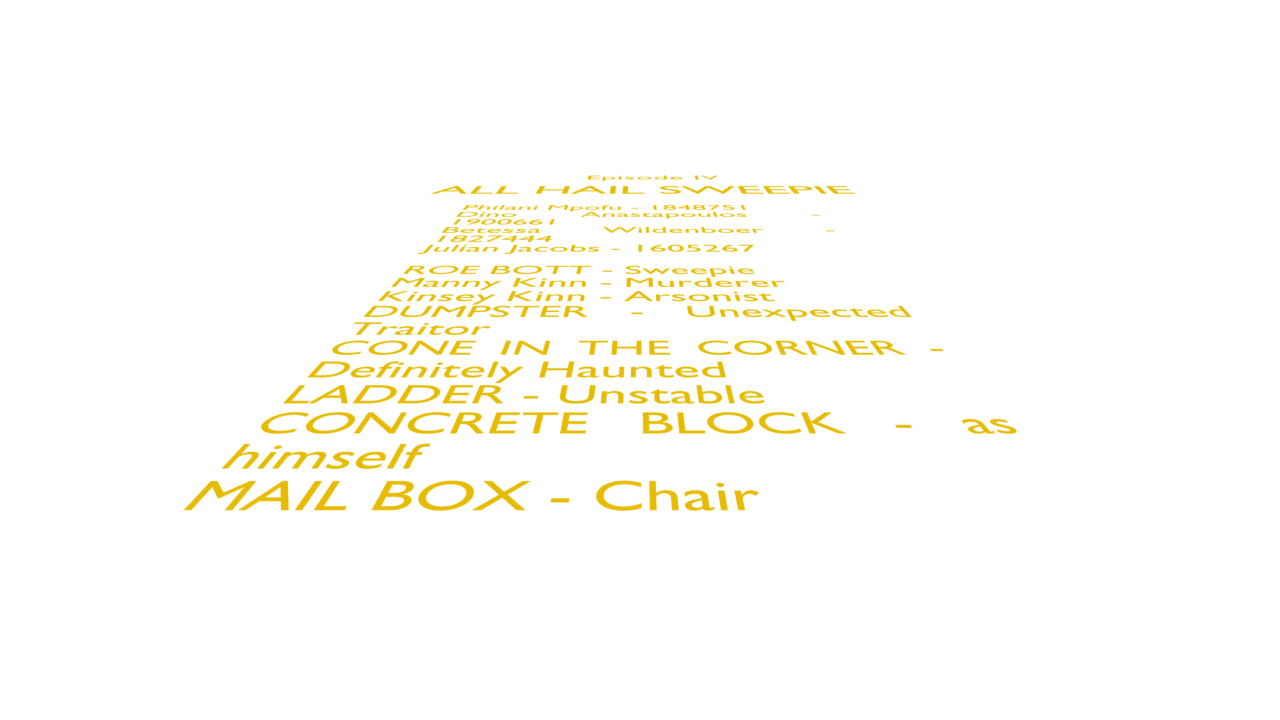 Episode IV
ALL HAIL SWEEPIE
Philani Mpofu - 1848751
Dino Anastapoulos -
1900661
Betessa Wildenboer -
1827444
Julian Jacobs - 1605267
ROE BOTT - Sweepie
Manny Kinn - Murderer
Kinsey Kinn - Arsonist
DUMPSTER - Unexpected
Traitor
CONE IN THE CORNER -
Definitely Haunted
LADDER - Unstable
CONCRETE BLOCK - as
himself
MAIL BOX - Chair